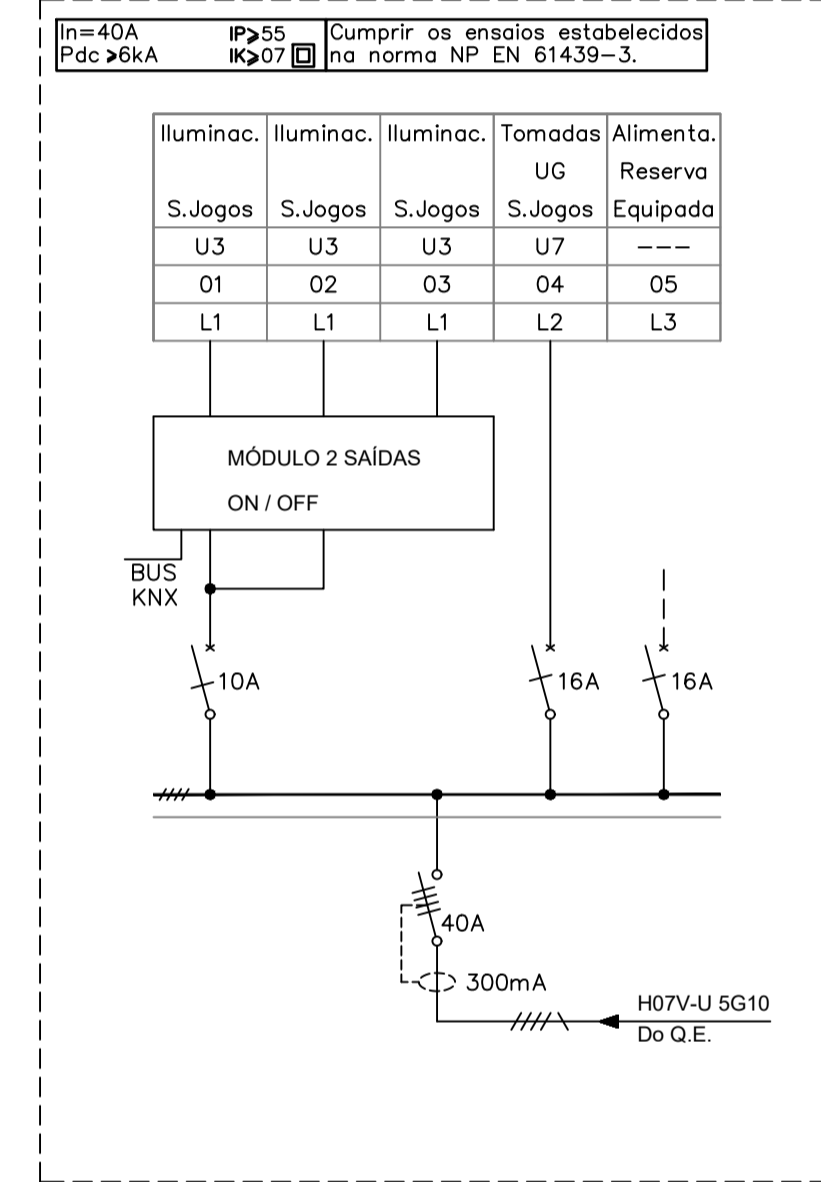 In=40A IP⩾55 Cumprir os ensaios estabelecidos
Pdc ⩾6kA IK⩾07 na norma NP EN 61439-3.
Iluminac. Iluminac. Iluminac. Tomadas Alimenta.
UG Reserva
S.Jogos S.Jogos S.Jogos S.Jogos Equipada
U3 U3 U3 U7 ---
01 02 03 04 05
L1 L1 L1 L2 L3
MÓDULO 2 SAÍDAS
ON / OFF
BUS
KNX
10A 16A 16A
40A
300mA
H07V-U 5G10
Do Q.E.